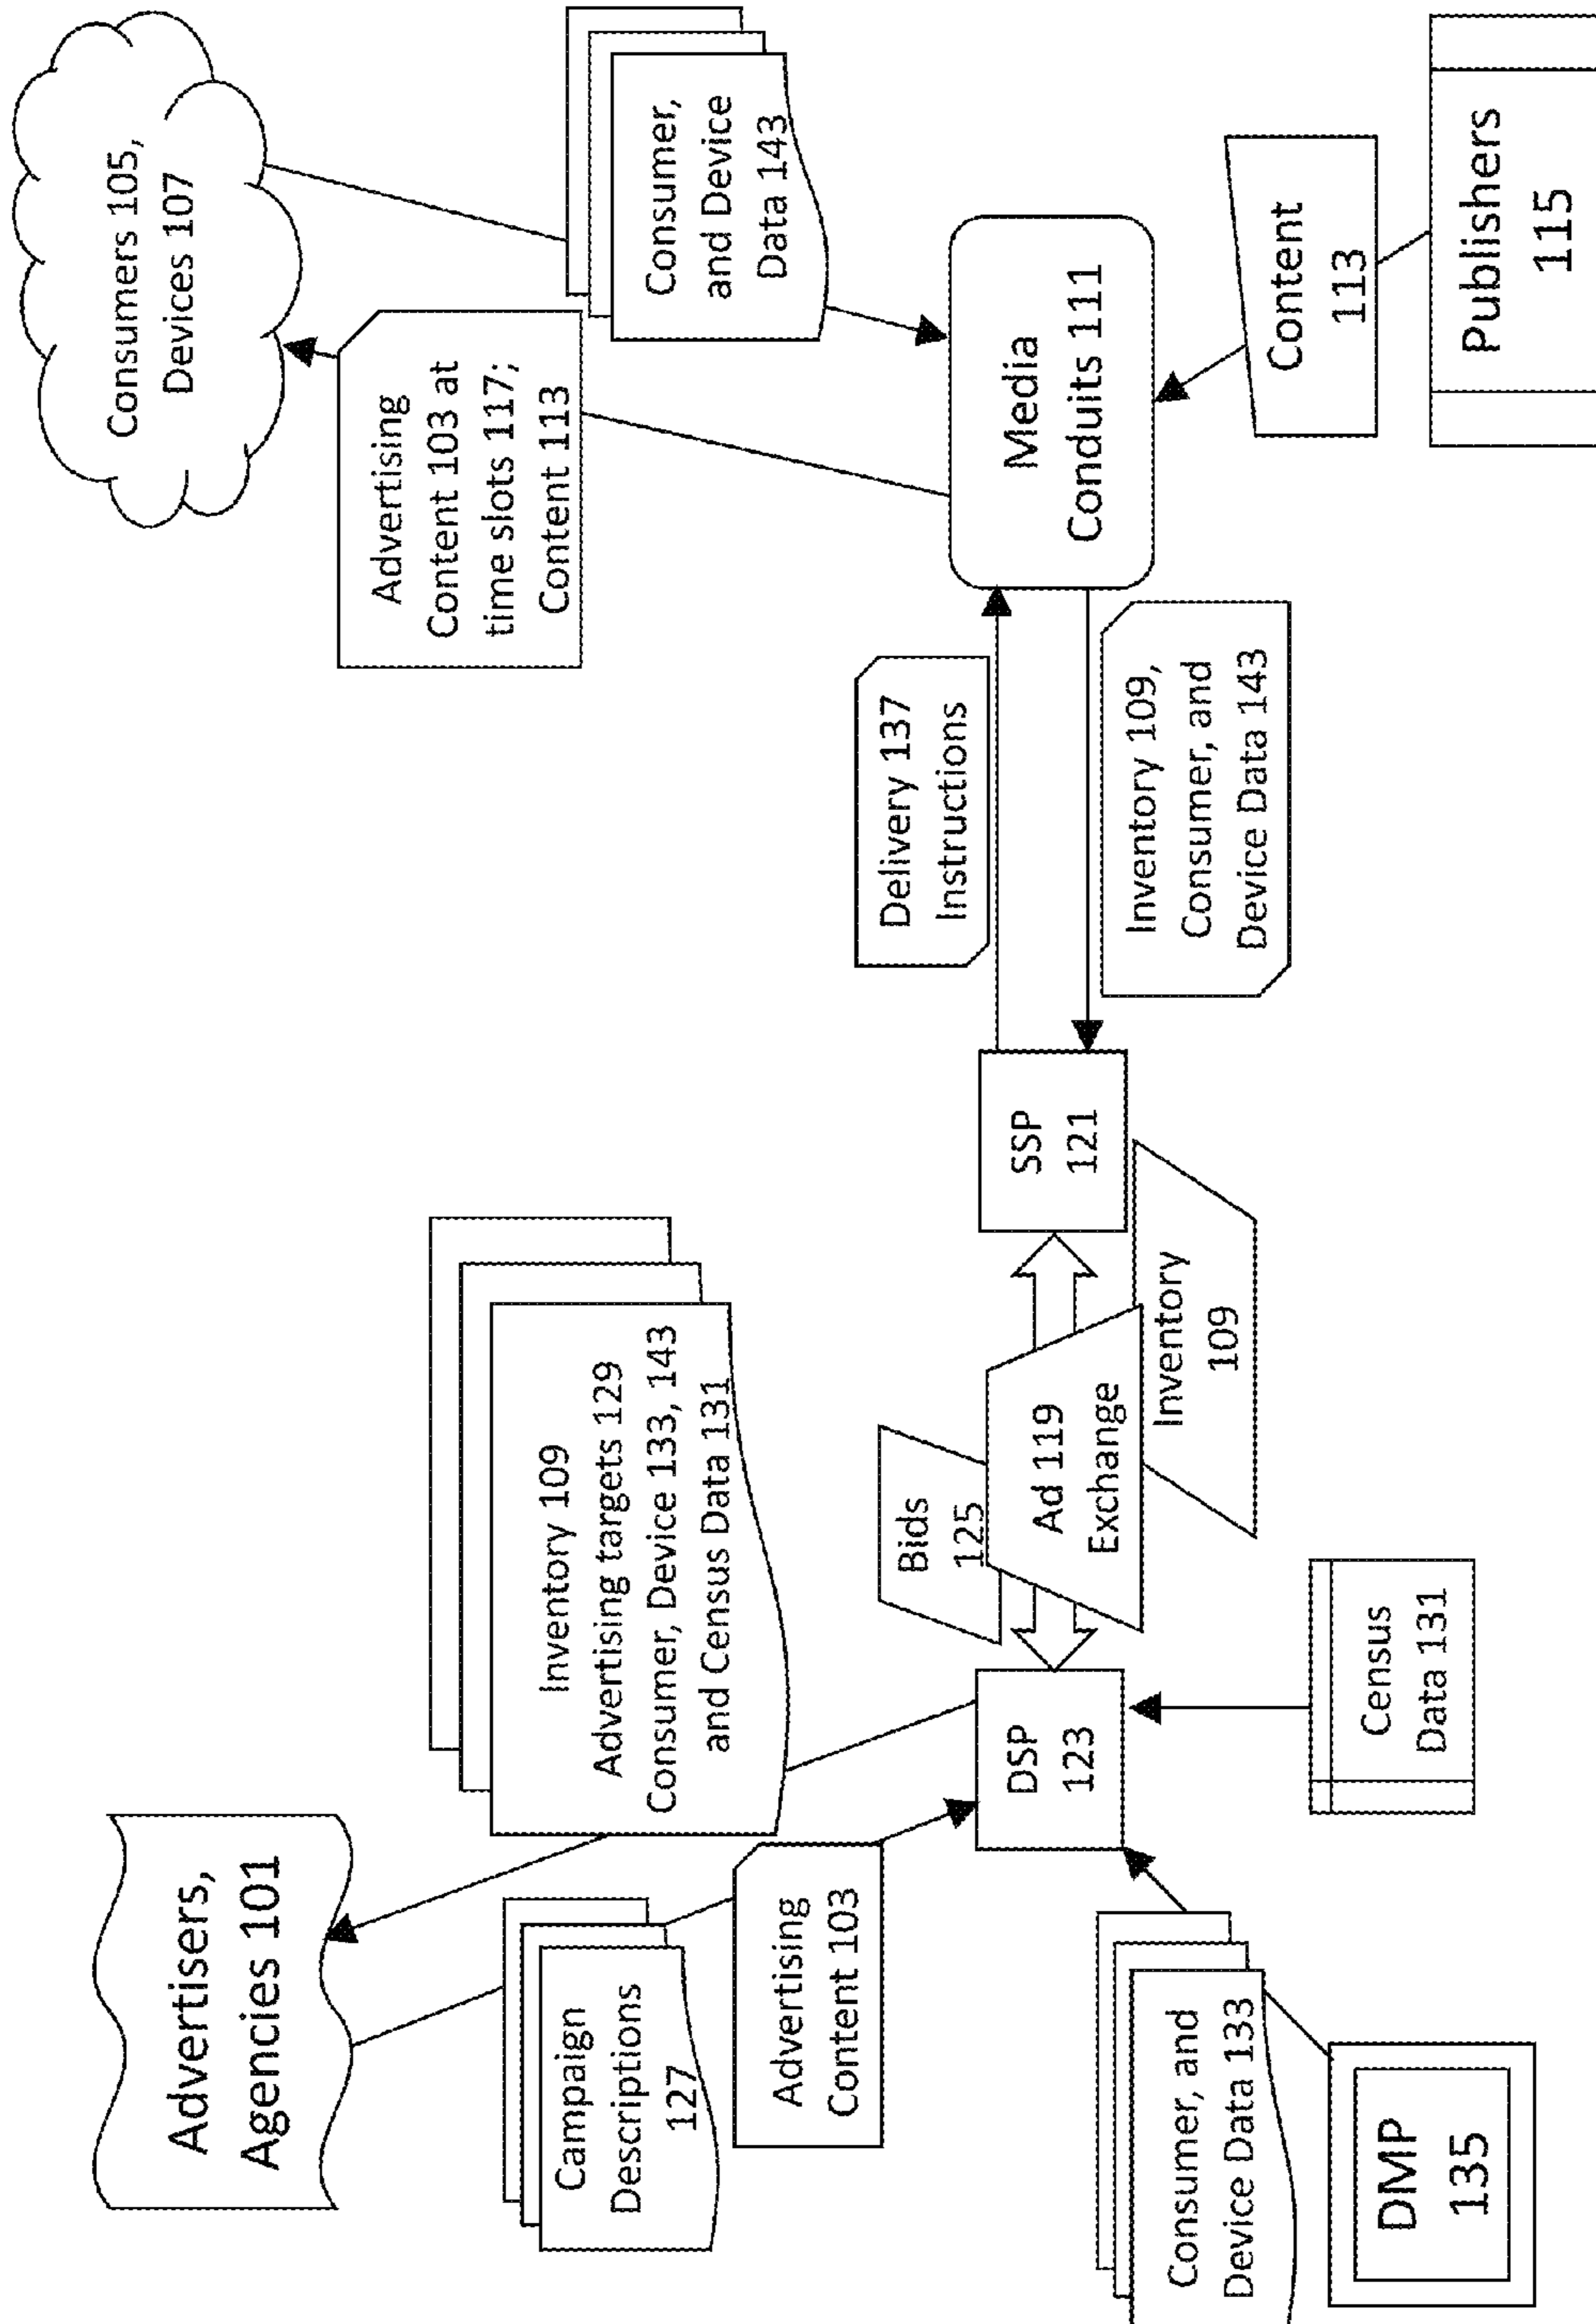 Advertisers,
Agencies 101
Campaign
Descriptions
127
Advertising
Content 103
Inventory 109
Advertising targets 129
Consumer, Device 133, 143
and Census Data 131
Consumers 105,
Devices 107
Advertising
Content 103 at
time slots 117;
Content 113
Consumer,
and Device
Data 143
Consumer, and
Device Data 133
DMP
135
DSP
123
Census
Data 131
Bids
125
Ad 119
Exchange
Inventory
109
SSP
121
Delivery 137
Instructions
Inventory 109,
Consumer, and
Device Data 143
Media
Conduits 111
Content
113
Publishers
115